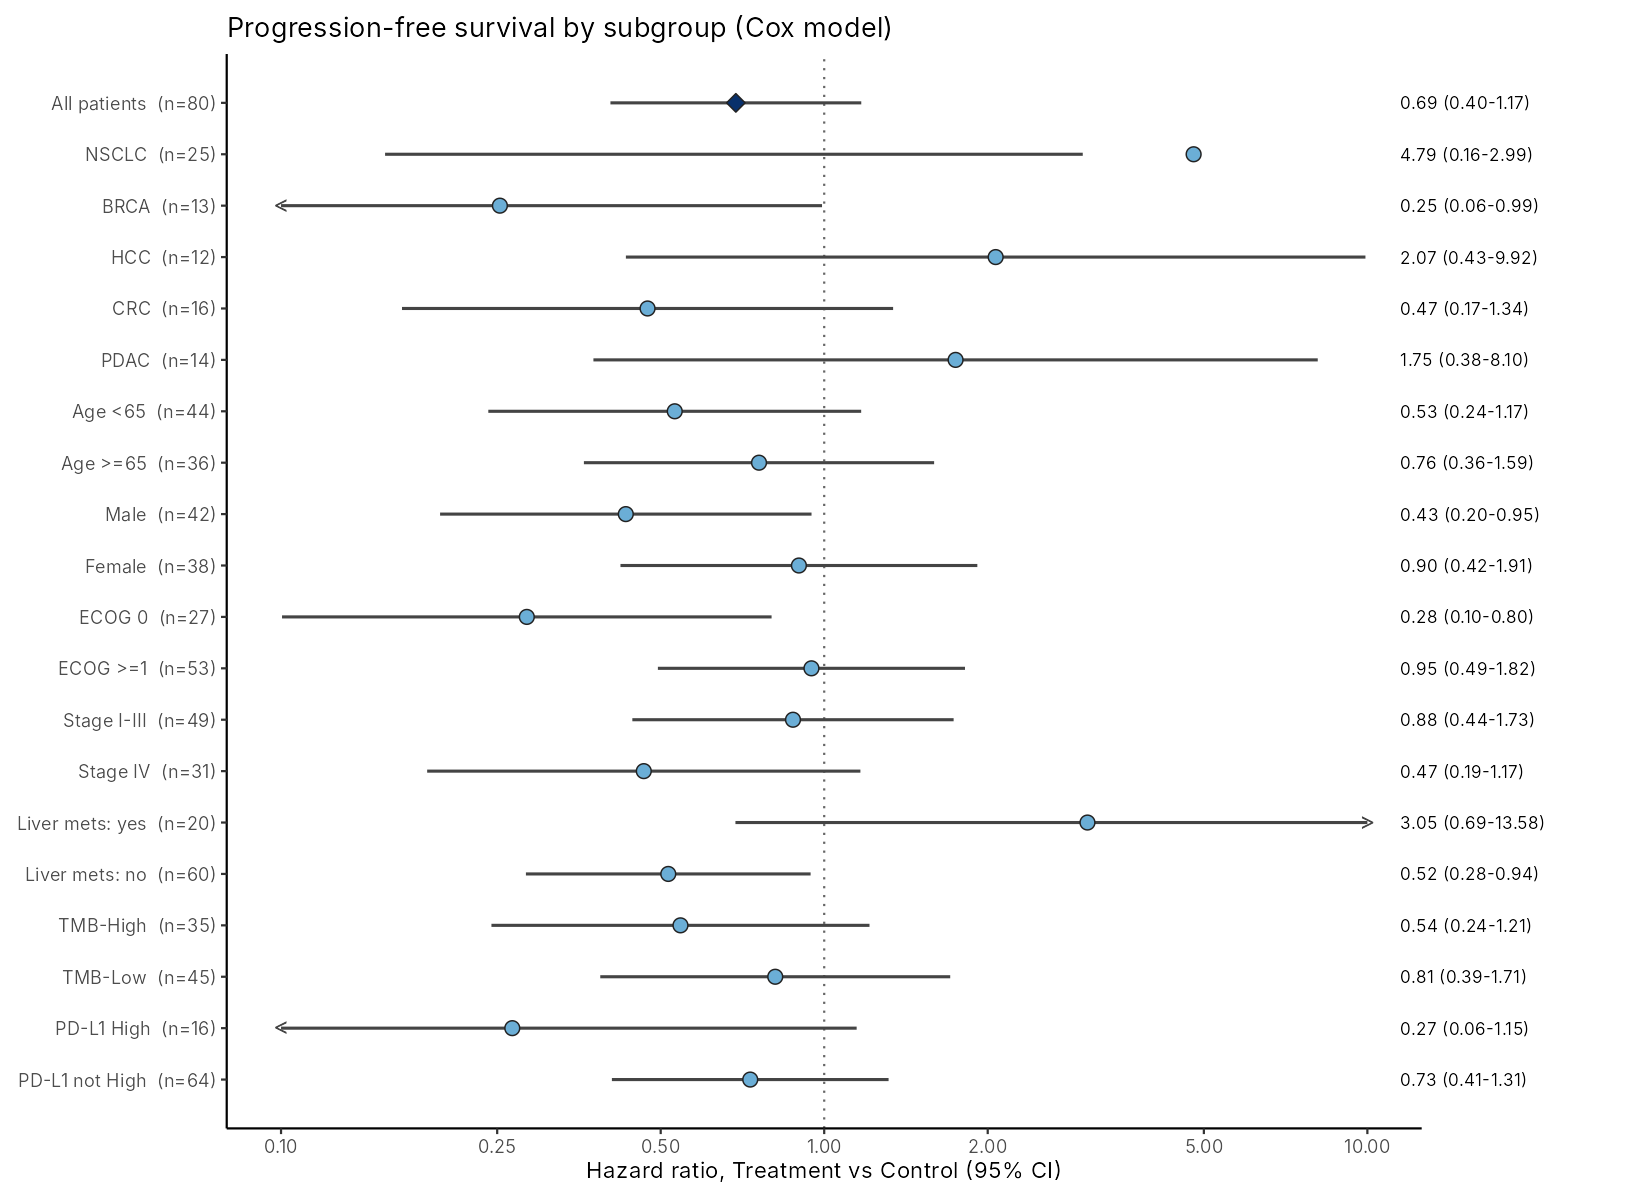 Progression-free survival by subgroup (Cox model)
All patients (n=80) 0.69 (0.40-1.17)
NSCLC (n=25) 4.79 (0.16-2.99)
BRCA (n=13) 0.25 (0.06-0.99)
HCC (n=12) 2.07 (0.43-9.92)
CRC (n=16) 0.47 (0.17-1.34)
PDAC (n=14) 1.75 (0.38-8.10)
Age <65 (n=44) 0.53 (0.24-1.17)
Age >=65 (n=36) 0.76 (0.36-1.59)
Male (n=42) 0.43 (0.20-0.95)
Female (n=38) 0.90 (0.42-1.91)
ECOG 0 (n=27) 0.28 (0.10-0.80)
ECOG >=1 (n=53) 0.95 (0.49-1.82)
Stage I-III (n=49) 0.88 (0.44-1.73)
Stage IV (n=31) 0.47 (0.19-1.17)
Liver mets: yes (n=20) 3.05 (0.69-13.58)
Liver mets: no (n=60) 0.52 (0.28-0.94)
TMB-High (n=35) 0.54 (0.24-1.21)
TMB-Low (n=45) 0.81 (0.39-1.71)
PD-L1 High (n=16) 0.27 (0.06-1.15)
PD-L1 not High (n=64) 0.73 (0.41-1.31)
0.10 0.25 0.50 1.00 2.00 5.00 10.00
Hazard ratio, Treatment vs Control (95% CI)